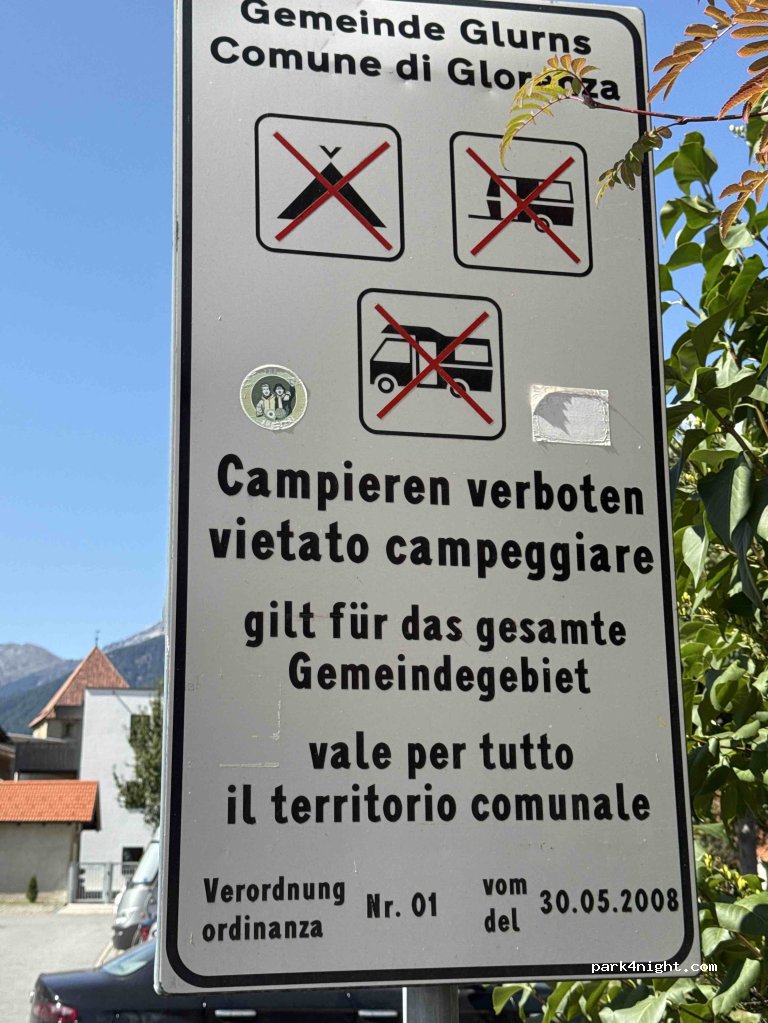 Gemeinde Glurns
Comune di Glorenza
Campieren verboten
vietato campeggiare
gilt für das gesamte
Gemeindegebiet
vale per tutto
il territorio comunale
Verordnung
ordinanza
Nr. 01
vom
del
30.05.2008
park4night.com